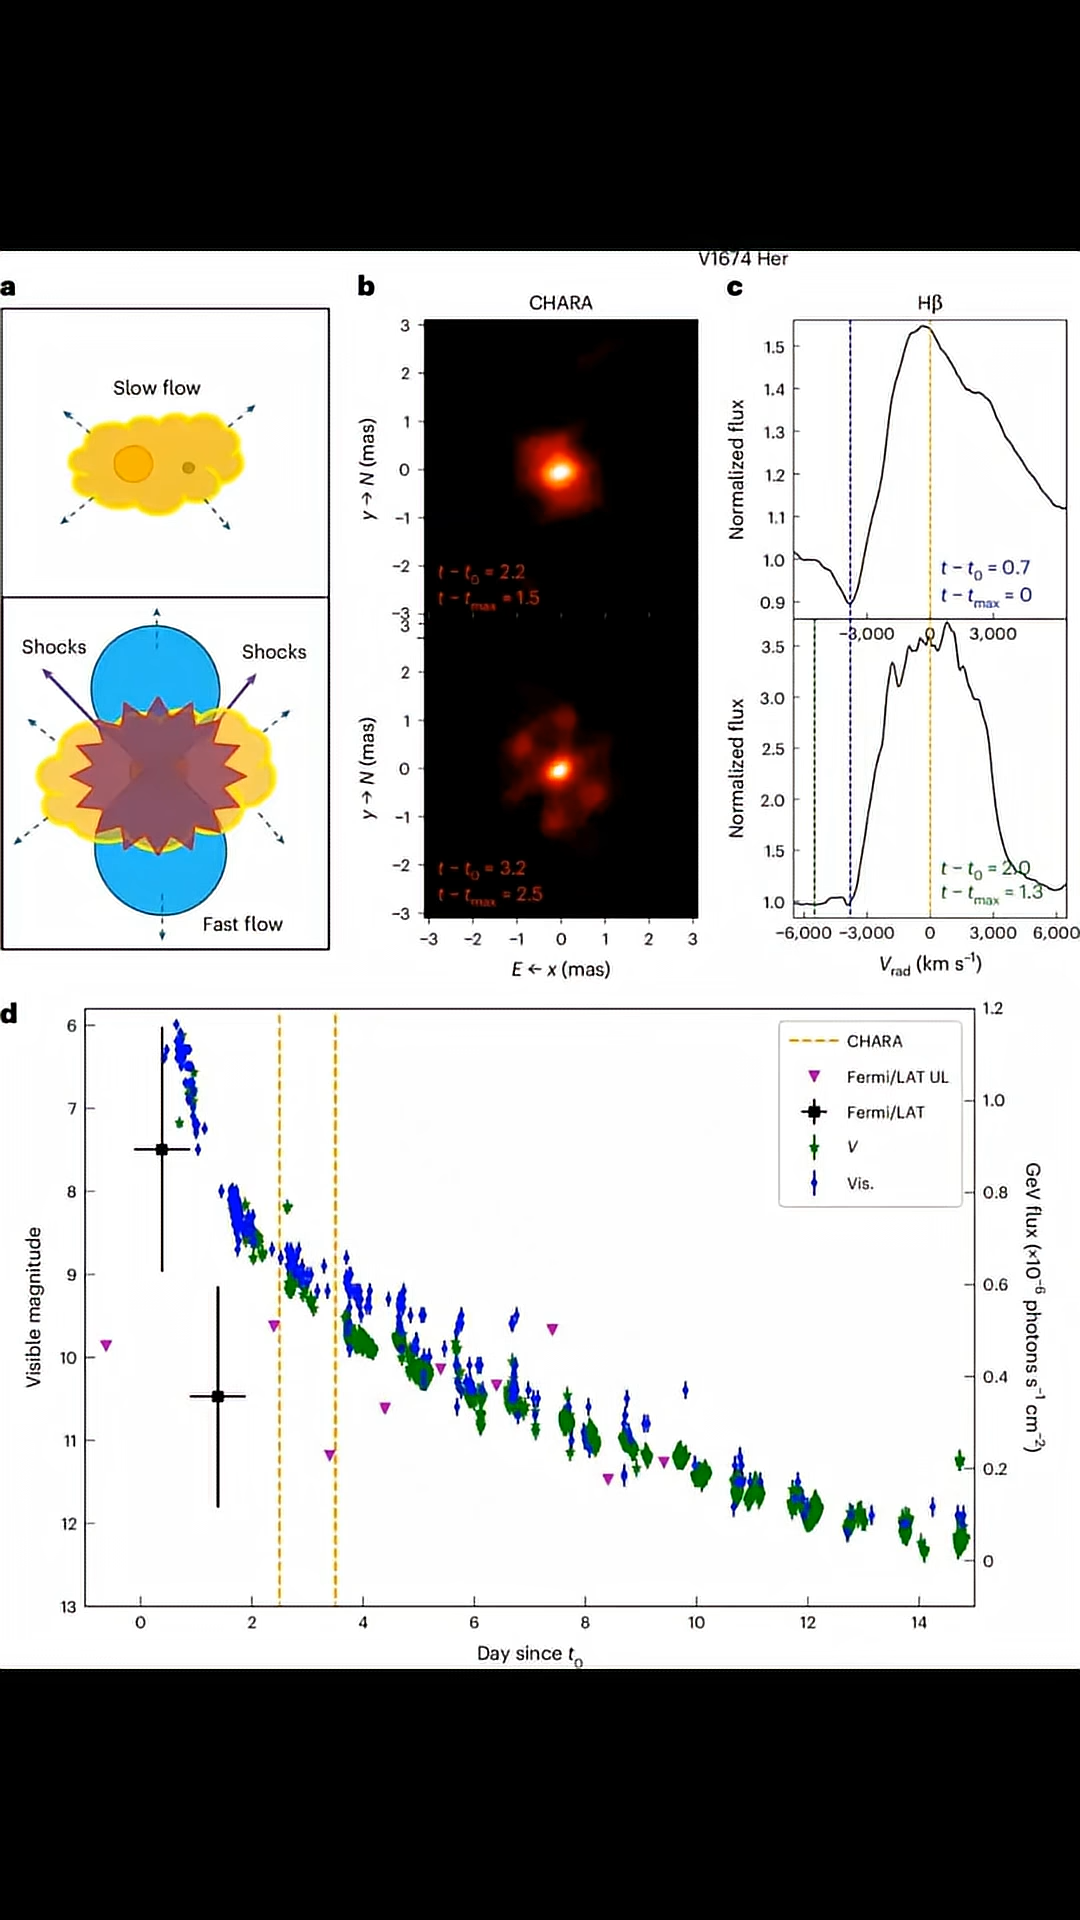 V1674 Her
a
Slow flow
Shocks
Shocks
Fast flow
b
CHARA
3
2
1
0
−1
−2
−3
y → N (mas)
t − t0 = 2.2
t − tmax = 1.5
3
2
1
0
−1
−2
−3
y → N (mas)
t − t0 = 3.2
t − tmax = 2.5
−3 −2 −1 0 1 2 3
E ← x (mas)
c
Hβ
1.5
1.4
1.3
1.2
1.1
1.0
0.9
Normalized flux
t − t0 = 0.7
t − tmax = 0
−3,000 0 3,000
3.5
3.0
2.5
2.0
1.5
1.0
Normalized flux
t − t0 = 2.0
t − tmax = 1.3
−6,000 −3,000 0 3,000 6,000
Vrad (km s−1)
d
6
7
8
9
10
11
12
13
Visible magnitude
CHARA
Fermi/LAT UL
Fermi/LAT
V
Vis.
1.2
1.0
0.8
0.6
0.4
0.2
0
GeV flux (×10−6 photons s−1 cm−2)
0 2 4 6 8 10 12 14
Day since t0